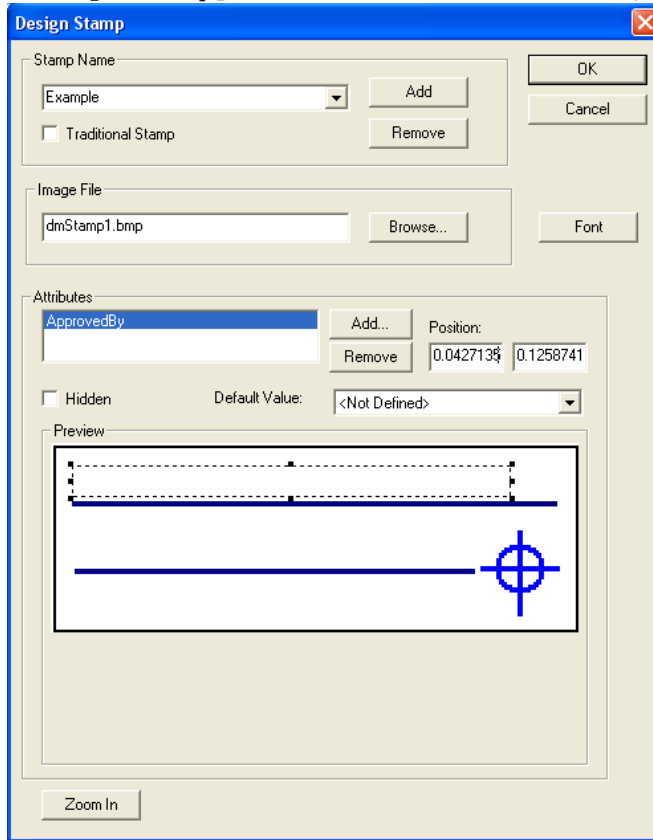 Design Stamp
Stamp Name
OK
Example
Add
Cancel
Traditional Stamp
Remove
Image File
dmStamp1.bmp
Browse...
Font
Attributes
ApprovedBy
Add...
Position:
Remove
0.0427135
0.1258741
Hidden
Default Value:
<Not Defined>
Preview
Zoom In